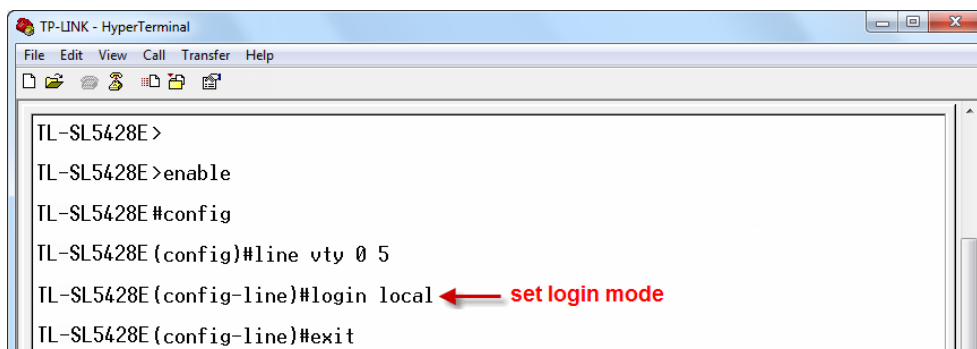 TP-LINK - HyperTerminal
File Edit View Call Transfer Help
TL-SL5428E>
TL-SL5428E>enable
TL-SL5428E#config
TL-SL5428E(config)#line vty 0 5
TL-SL5428E(config-line)#login local set login mode
TL-SL5428E(config-line)#exit